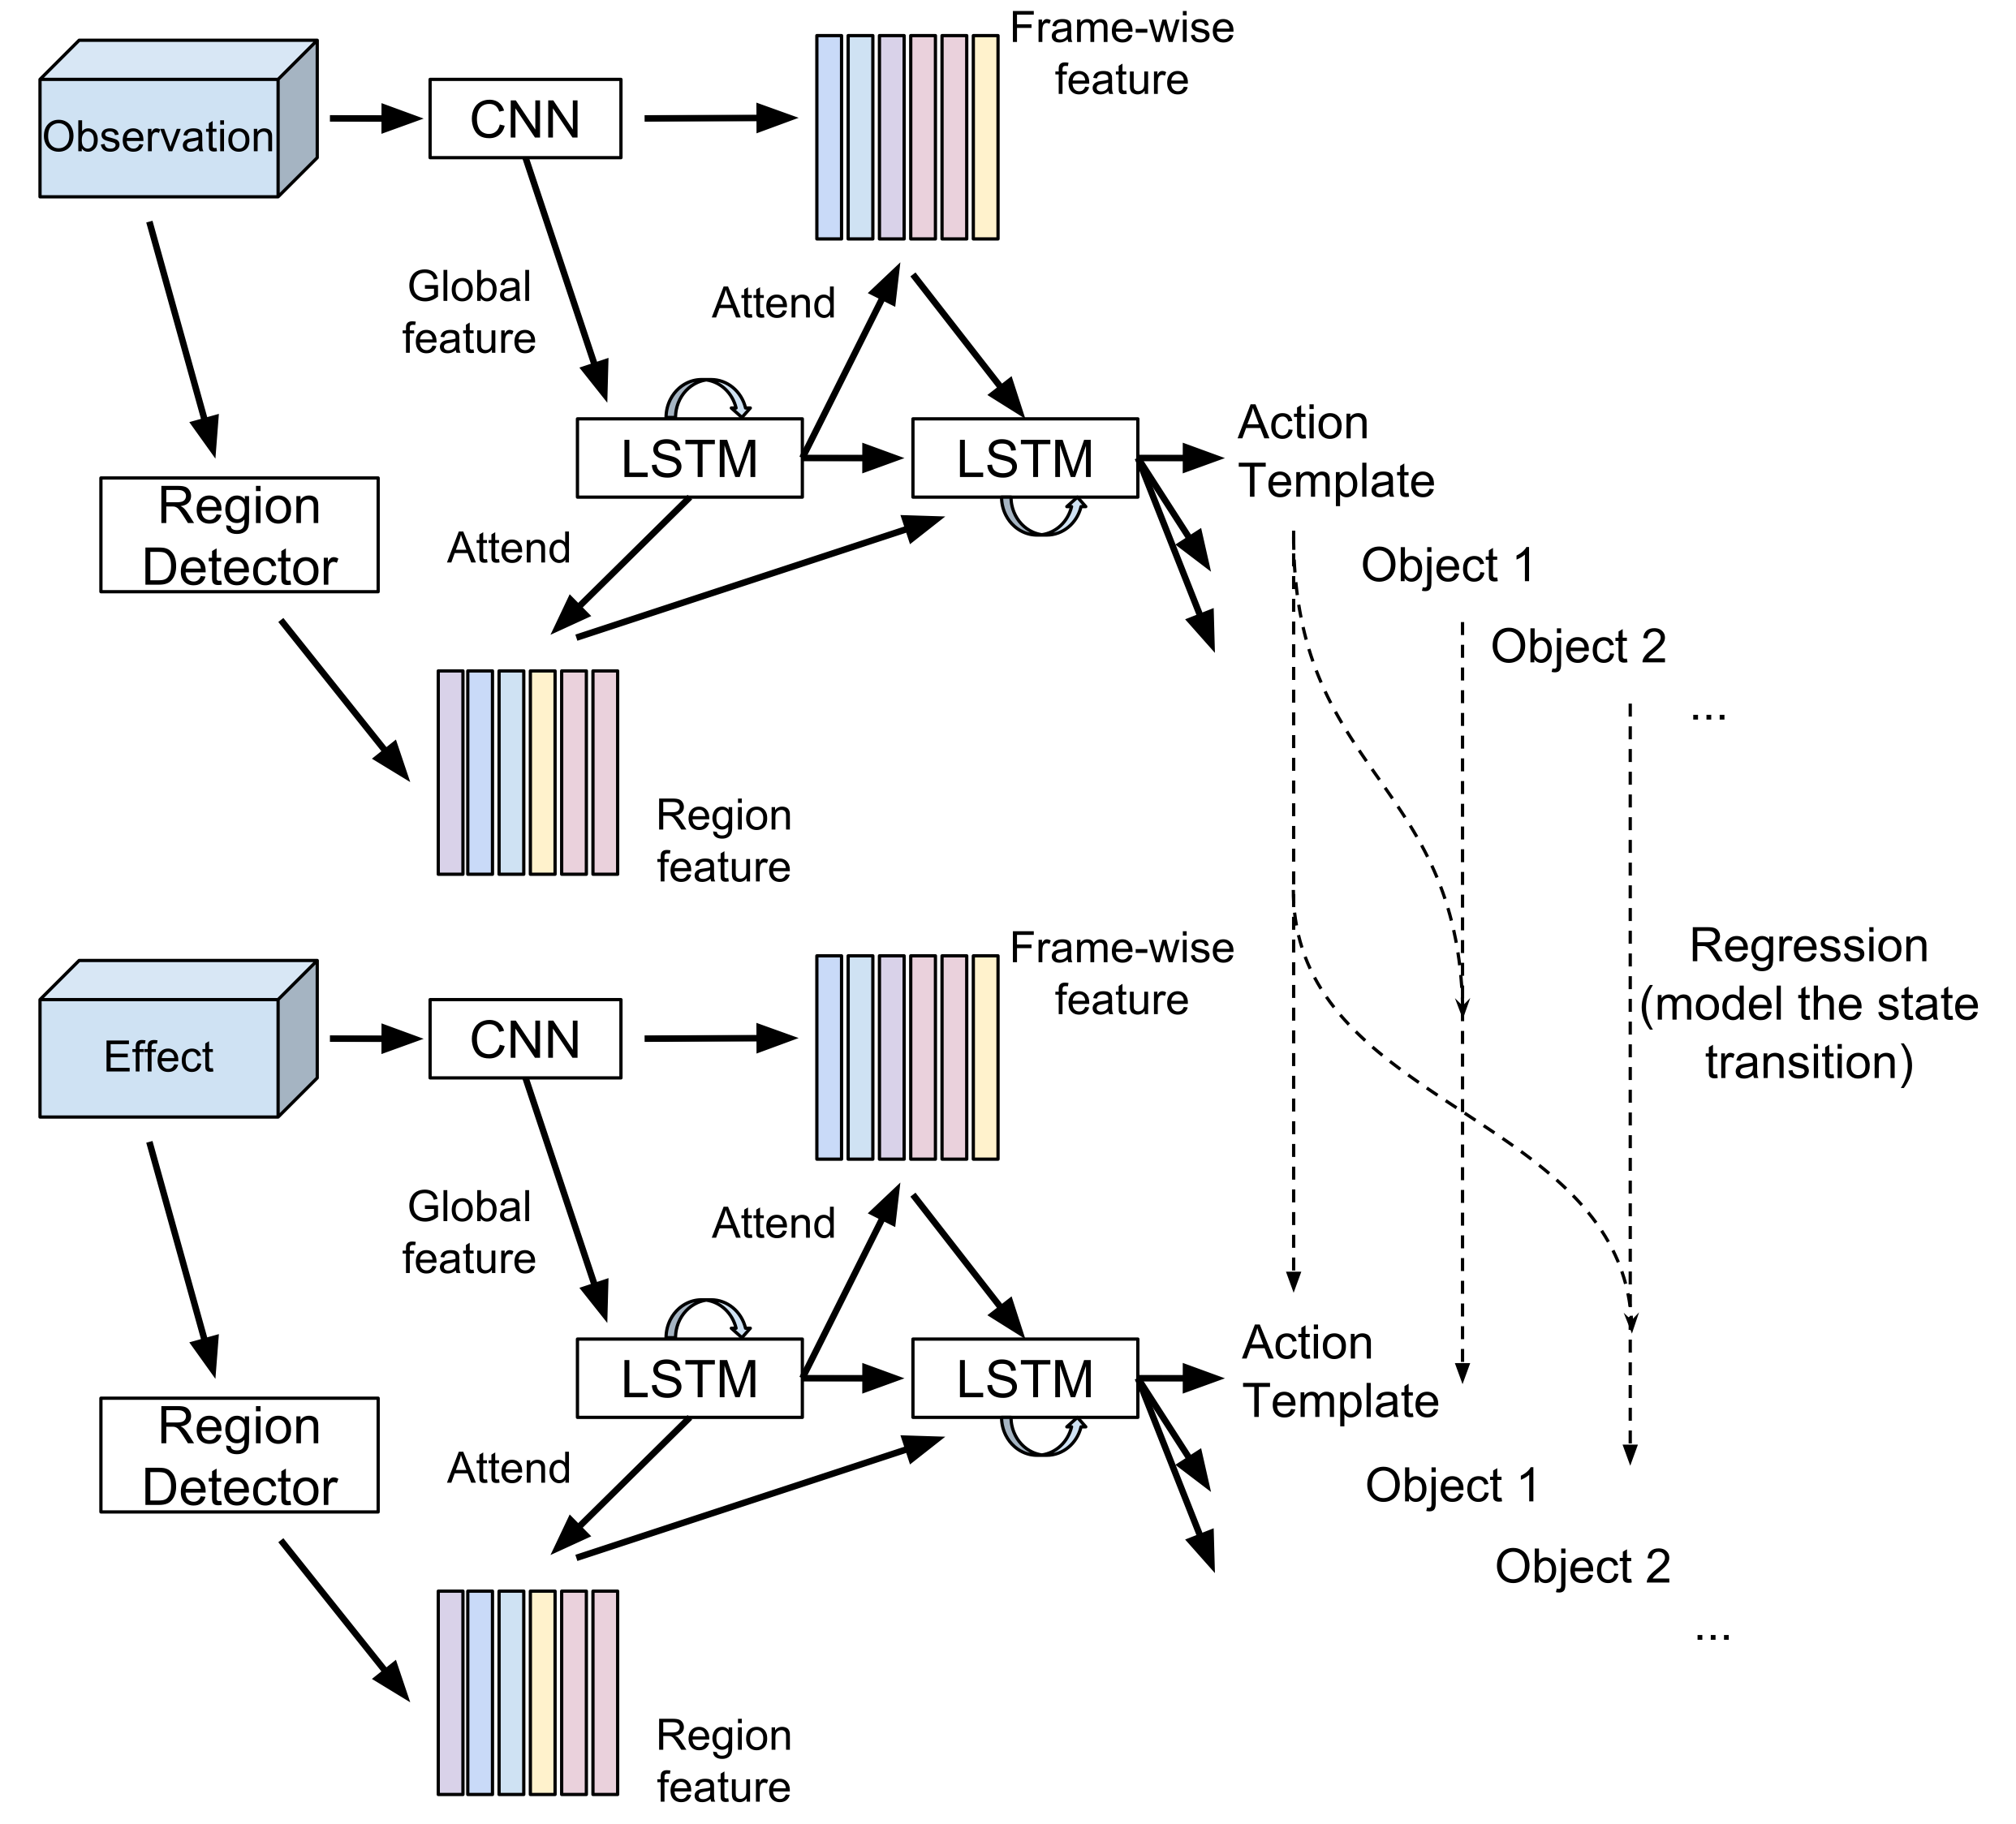 Frame-wise
feature
Observation
CNN
Global
feature
Attend
LSTM
LSTM
Action
Template
Region
Detector
Attend
Object 1
Object 2
...
Region
feature
Frame-wise
feature
Regression
(model the state
transition)
Effect
CNN
Global
feature
Attend
LSTM
LSTM
Action
Template
Region
Detector
Attend
Object 1
Object 2
...
Region
feature